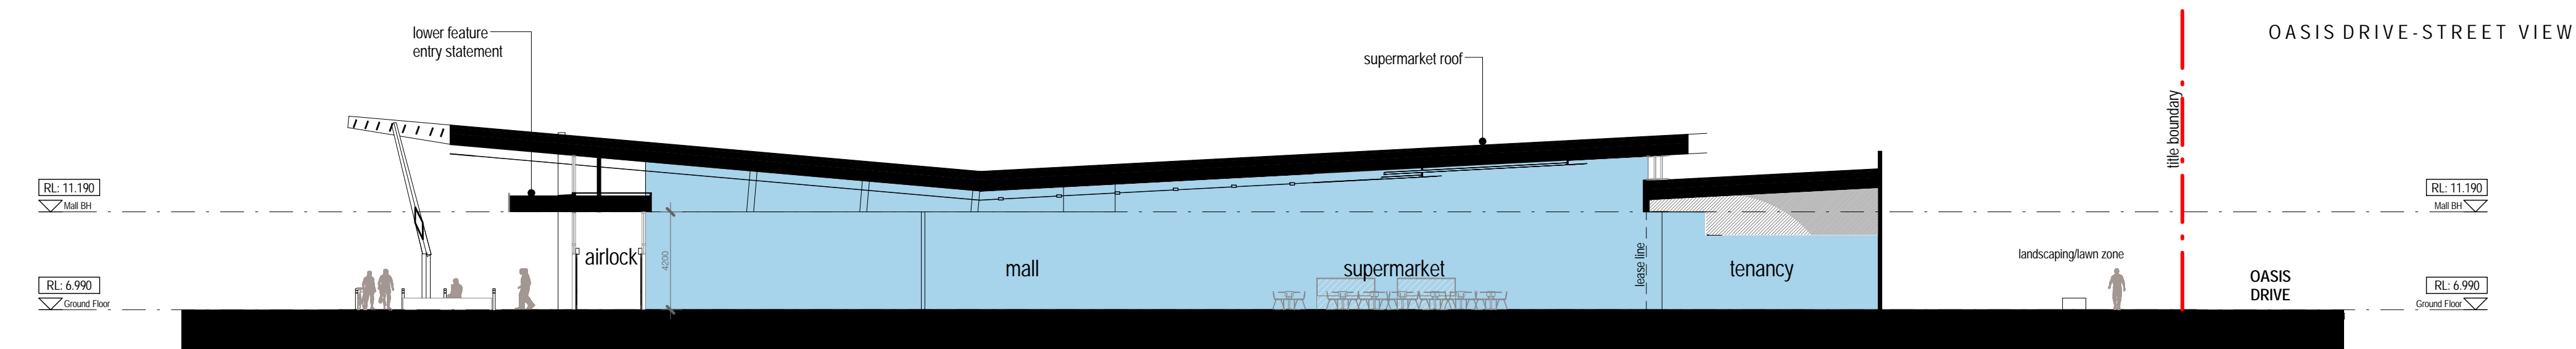 OASIS DRIVE-STREET VIEW
lower feature
entry statement
supermarket roof
title boundary
RL: 11.190
Mall BH
RL: 11.190
Mall BH
airlock
4200
mall
supermarket
lease line
tenancy
landscaping/lawn zone
OASIS
DRIVE
RL: 6.990
Ground Floor
RL: 6.990
Ground Floor